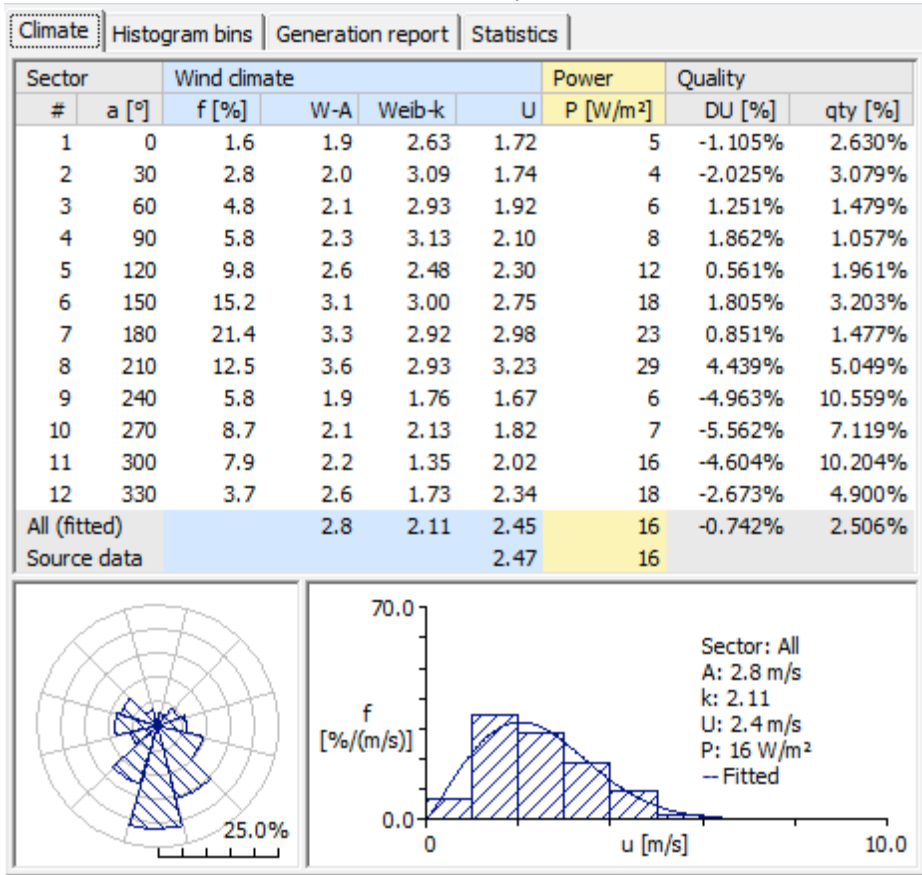 Climate Histogram bins Generation report Statistics
Sector Wind climate Power Quality
# a [°] f [%] W-A Weib-k U P [W/m²] DU [%] qty [%]
1 0 1.6 1.9 2.63 1.72 5 -1.105% 2.630%
2 30 2.8 2.0 3.09 1.74 4 -2.025% 3.079%
3 60 4.8 2.1 2.93 1.92 6 1.251% 1.479%
4 90 5.8 2.3 3.13 2.10 8 1.862% 1.057%
5 120 9.8 2.6 2.48 2.30 12 0.561% 1.961%
6 150 15.2 3.1 3.00 2.75 18 1.805% 3.203%
7 180 21.4 3.3 2.92 2.98 23 0.851% 1.477%
8 210 12.5 3.6 2.93 3.23 29 4.439% 5.049%
9 240 5.8 1.9 1.76 1.67 6 -4.963% 10.559%
10 270 8.7 2.1 2.13 1.82 7 -5.562% 7.119%
11 300 7.9 2.2 1.35 2.02 16 -4.604% 10.204%
12 330 3.7 2.6 1.73 2.34 18 -2.673% 4.900%
All (fitted) 2.8 2.11 2.45 16 -0.742% 2.506%
Source data 2.47 16
25.0%
70.0
f
[%/(m/s)]
0.0
0 u [m/s] 10.0
Sector: All
A: 2.8 m/s
k: 2.11
U: 2.4 m/s
P: 16 W/m²
-- Fitted